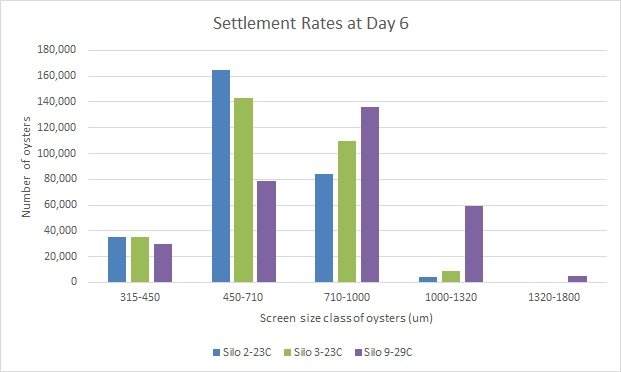 Settlement Rates at Day 6
180,000
160,000
140,000
120,000
100,000
80,000
60,000
40,000
20,000
0
Number of oysters
315-450 450-710 710-1000 1000-1320 1320-1800
Screen size class of oysters (um)
Silo 2-23C Silo 3-23C Silo 9-29C